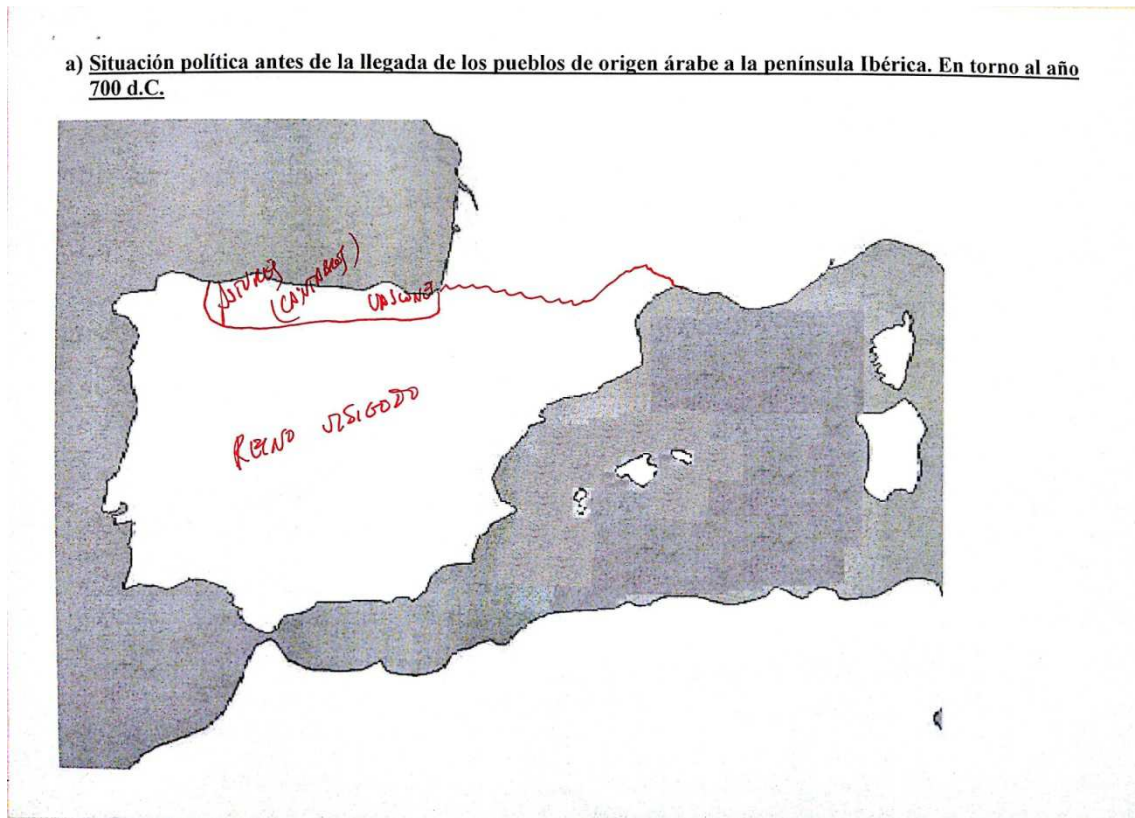 a) Situación política antes de la llegada de los pueblos de origen árabe a la península Ibérica. En torno al año
700 d.C.
ASTURES
(CÁNTABROS)
VASCONES
REINO VISIGODO